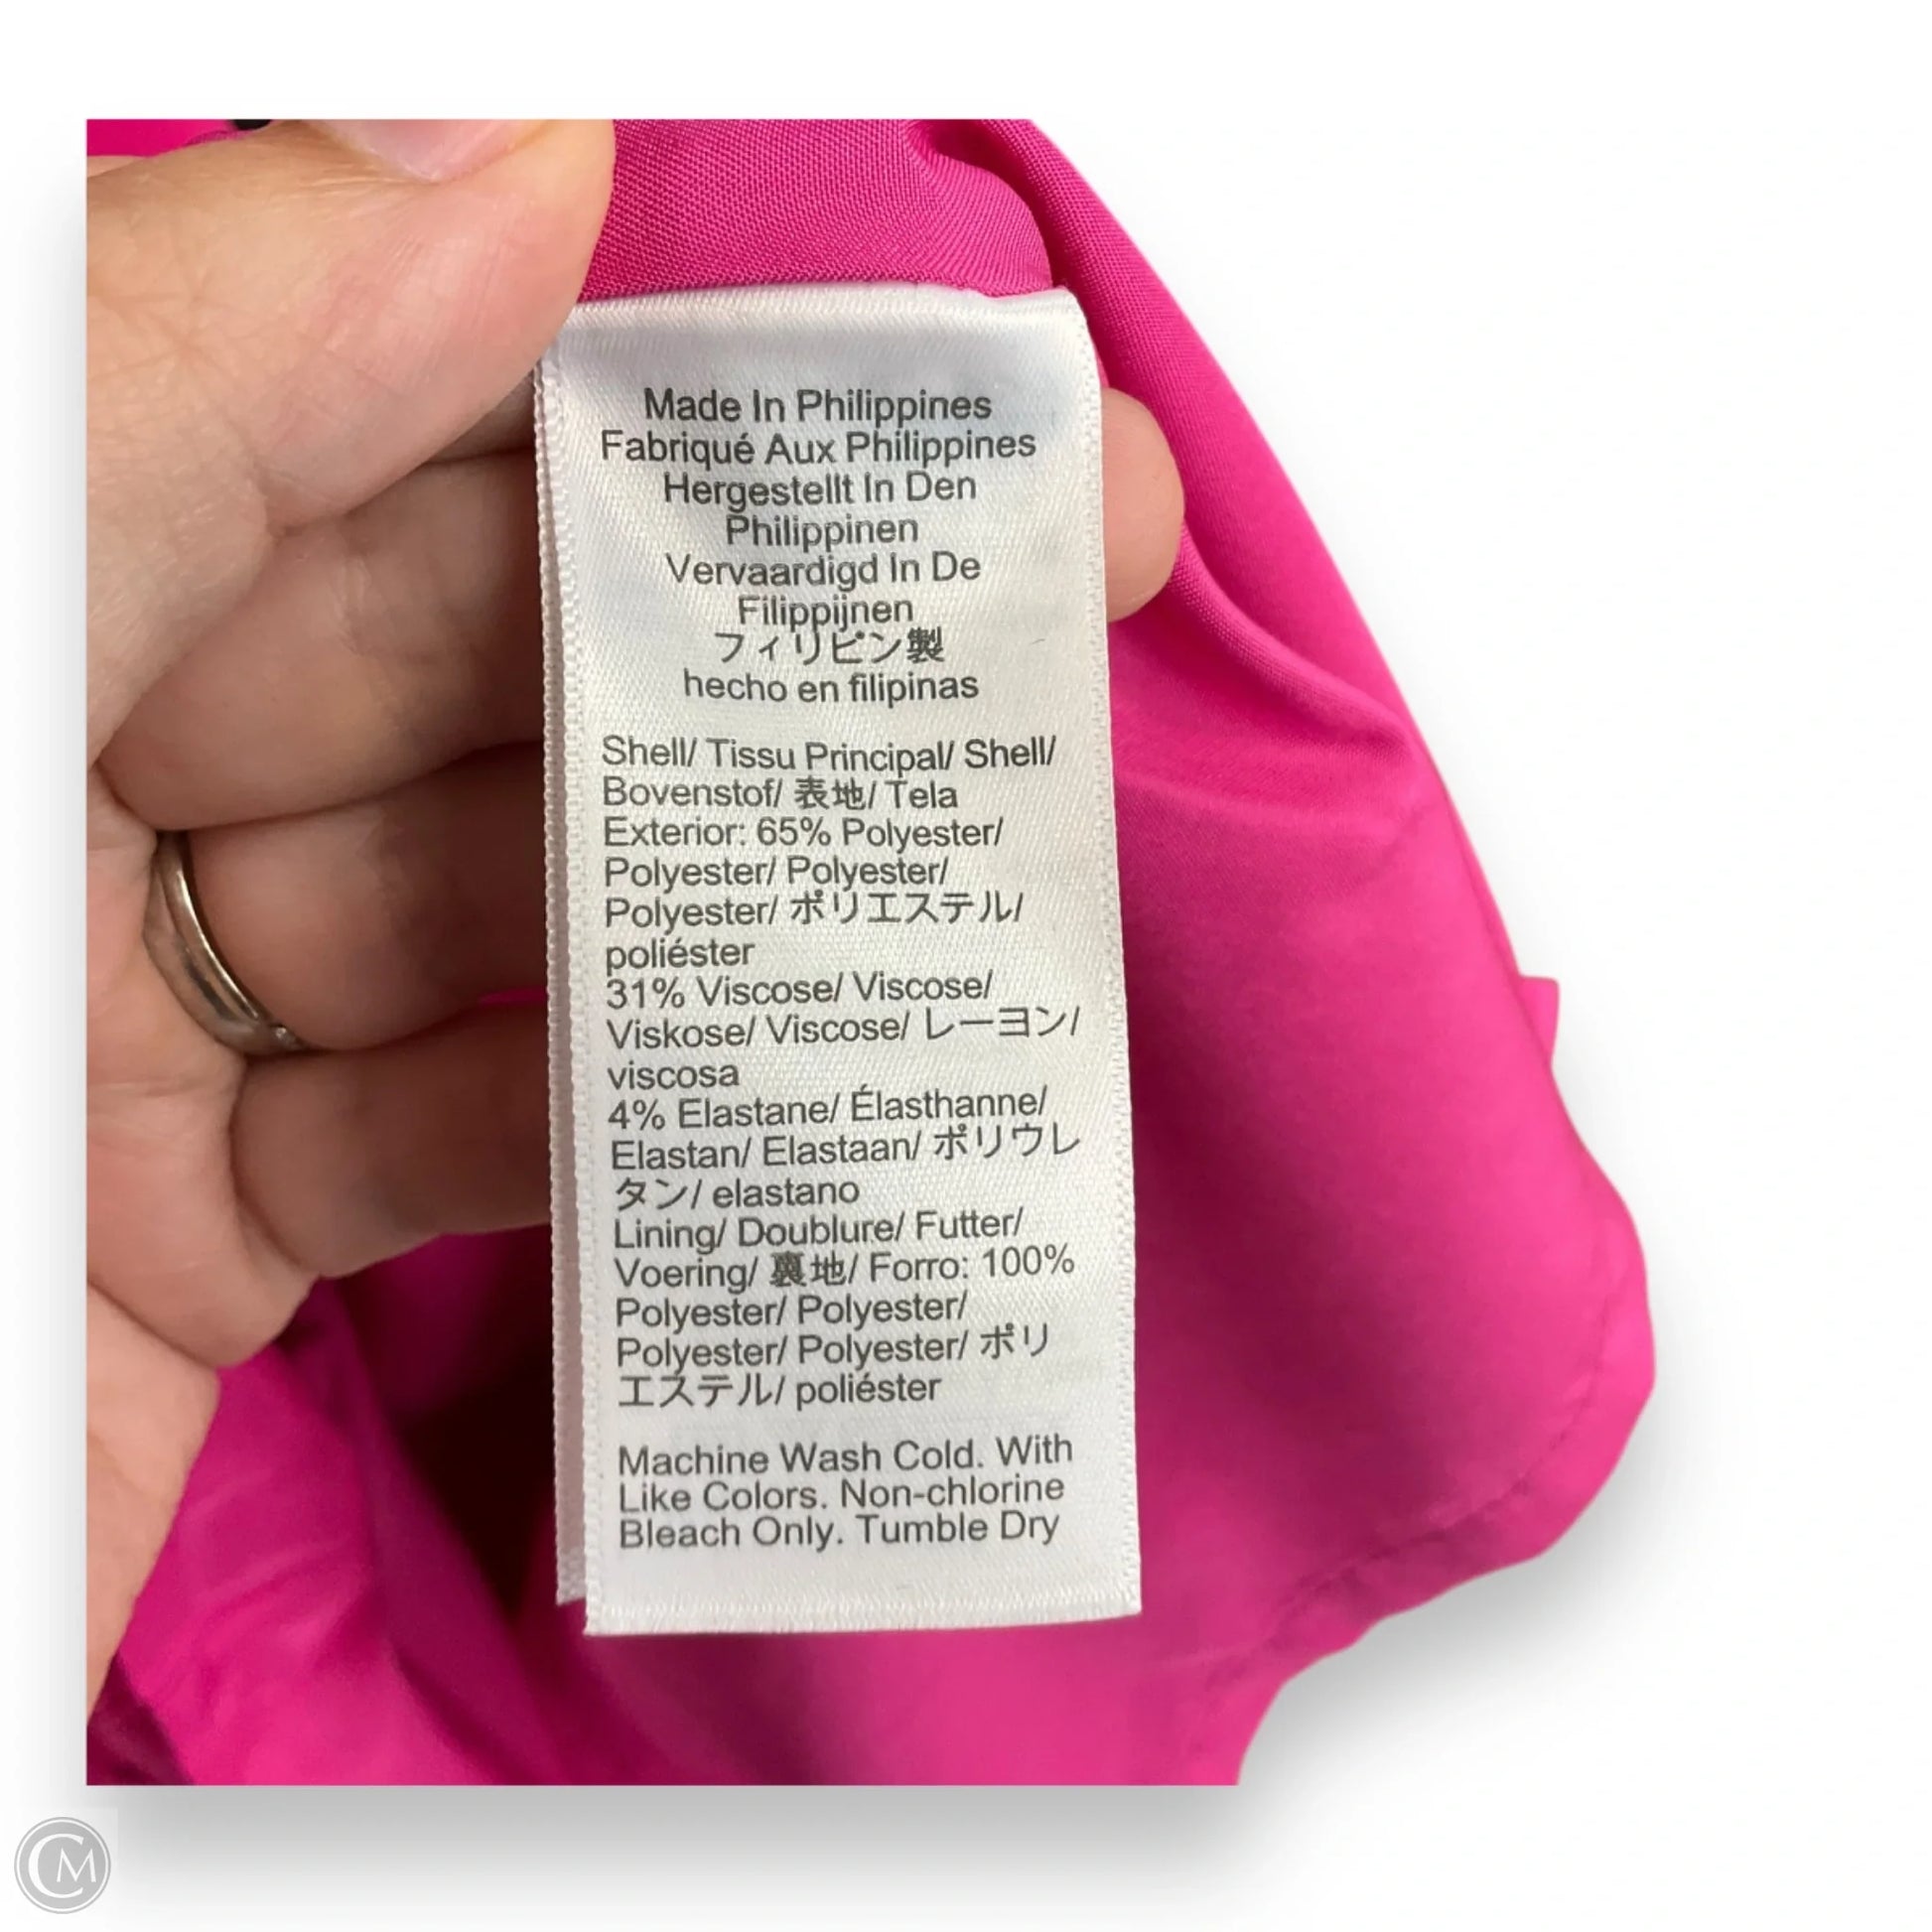 Made In Philippines
Fabriqué Aux Philippines
Hergestellt In Den
Philippinen
Vervaardigd In De
Filippijnen
フィリピン製
hecho en filipinas
Shell/ Tissu Principal/ Shell/
Bovenstof/ 表地/ Tela
Exterior: 65% Polyester/
Polyester/ Polyester/
Polyester/ ポリエステル/
poliéster
31% Viscose/ Viscose/
Viskose/ Viscose/ レーヨン/
viscosa
4% Elastane/ Élasthanne/
Elastan/ Elastaan/ ポリウレ
タン/ elastano
Lining/ Doublure/ Futter/
Voering/ 裏地/ Forro: 100%
Polyester/ Polyester/
Polyester/ Polyester/ ポリ
エステル/ poliéster
Machine Wash Cold. With
Like Colors. Non-chlorine
Bleach Only. Tumble Dry
CM